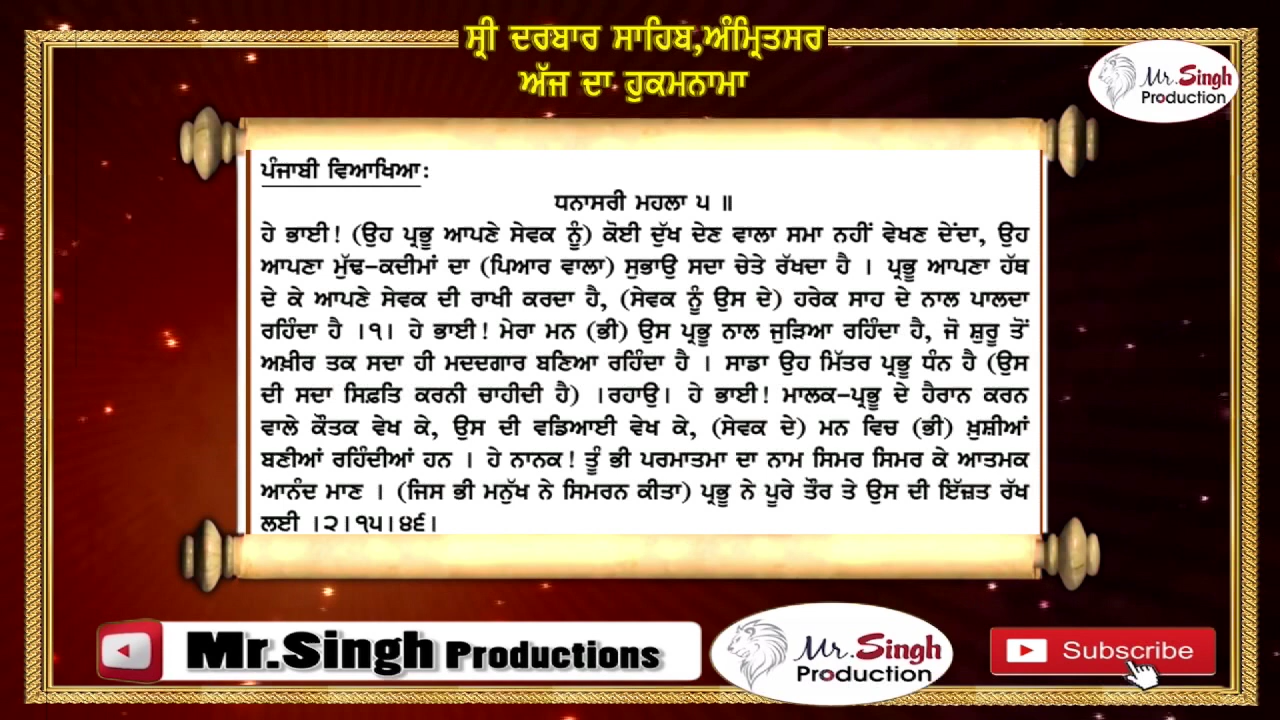 ਸ੍ਰੀ ਦਰਬਾਰ ਸਾਹਿਬ,ਅੰਮ੍ਰਿਤਸਰ
ਅੱਜ ਦਾ ਹੁਕਮਨਾਮਾ
Mr.Singh
Production
ਪੰਜਾਬੀ ਵਿਆਖਿਆ:
ਧਨਾਸਰੀ ਮਹਲਾ ੫ ॥
ਹੇ ਭਾਈ! (ਉਹ ਪ੍ਰਭੂ ਆਪਣੇ ਸੇਵਕ ਨੂੰ) ਕੋਈ ਦੁੱਖ ਦੇਣ ਵਾਲਾ ਸਮਾ ਨਹੀਂ ਵੇਖਣ ਦੇਂਦਾ, ਉਹ
ਆਪਣਾ ਮੁੱਢ-ਕਦੀਮਾਂ ਦਾ (ਪਿਆਰ ਵਾਲਾ) ਸੁਭਾਉ ਸਦਾ ਚੇਤੇ ਰੱਖਦਾ ਹੈ । ਪ੍ਰਭੂ ਆਪਣਾ ਹੱਥ
ਦੇ ਕੇ ਆਪਣੇ ਸੇਵਕ ਦੀ ਰਾਖੀ ਕਰਦਾ ਹੈ, (ਸੇਵਕ ਨੂੰ ਉਸ ਦੇ) ਹਰੇਕ ਸਾਹ ਦੇ ਨਾਲ ਪਾਲਦਾ
ਰਹਿੰਦਾ ਹੈ ।੧। ਹੇ ਭਾਈ! ਮੇਰਾ ਮਨ (ਭੀ) ਉਸ ਪ੍ਰਭੂ ਨਾਲ ਜੁੜਿਆ ਰਹਿੰਦਾ ਹੈ, ਜੋ ਸ਼ੁਰੂ ਤੋਂ
ਅਖ਼ੀਰ ਤਕ ਸਦਾ ਹੀ ਮਦਦਗਾਰ ਬਣਿਆ ਰਹਿੰਦਾ ਹੈ । ਸਾਡਾ ਉਹ ਮਿੱਤਰ ਪ੍ਰਭੂ ਧੰਨ ਹੈ (ਉਸ
ਦੀ ਸਦਾ ਸਿਫ਼ਤਿ ਕਰਨੀ ਚਾਹੀਦੀ ਹੈ) ।ਰਹਾਉ। ਹੇ ਭਾਈ! ਮਾਲਕ-ਪ੍ਰਭੂ ਦੇ ਹੈਰਾਨ ਕਰਨ
ਵਾਲੇ ਕੌਤਕ ਵੇਖ ਕੇ, ਉਸ ਦੀ ਵਡਿਆਈ ਵੇਖ ਕੇ, (ਸੇਵਕ ਦੇ) ਮਨ ਵਿਚ (ਭੀ) ਖ਼ੁਸ਼ੀਆਂ
ਬਣੀਆਂ ਰਹਿੰਦੀਆਂ ਹਨ । ਹੇ ਨਾਨਕ! ਤੂੰ ਭੀ ਪਰਮਾਤਮਾ ਦਾ ਨਾਮ ਸਿਮਰ ਸਿਮਰ ਕੇ ਆਤਮਕ
ਆਨੰਦ ਮਾਣ । (ਜਿਸ ਭੀ ਮਨੁੱਖ ਨੇ ਸਿਮਰਨ ਕੀਤਾ) ਪ੍ਰਭੂ ਨੇ ਪੂਰੇ ਤੌਰ ਤੇ ਉਸ ਦੀ ਇੱਜ਼ਤ ਰੱਖ
ਲਈ ।੨।੧੫।੪੬।
Mr.Singh Productions
Mr.Singh
Production
Subscribe